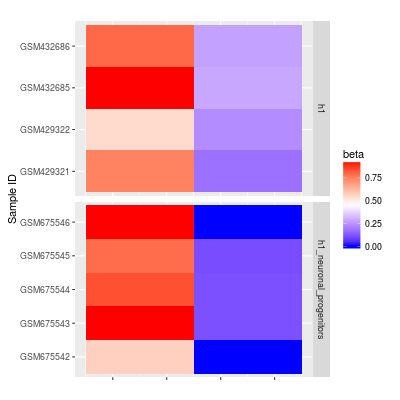 GSM432686
GSM432685
GSM429322
GSM429321
h1
GSM675546
GSM675545
GSM675544
GSM675543
GSM675542
h1_neuronal_progenitors
Sample ID
beta
0.75
0.50
0.25
0.00